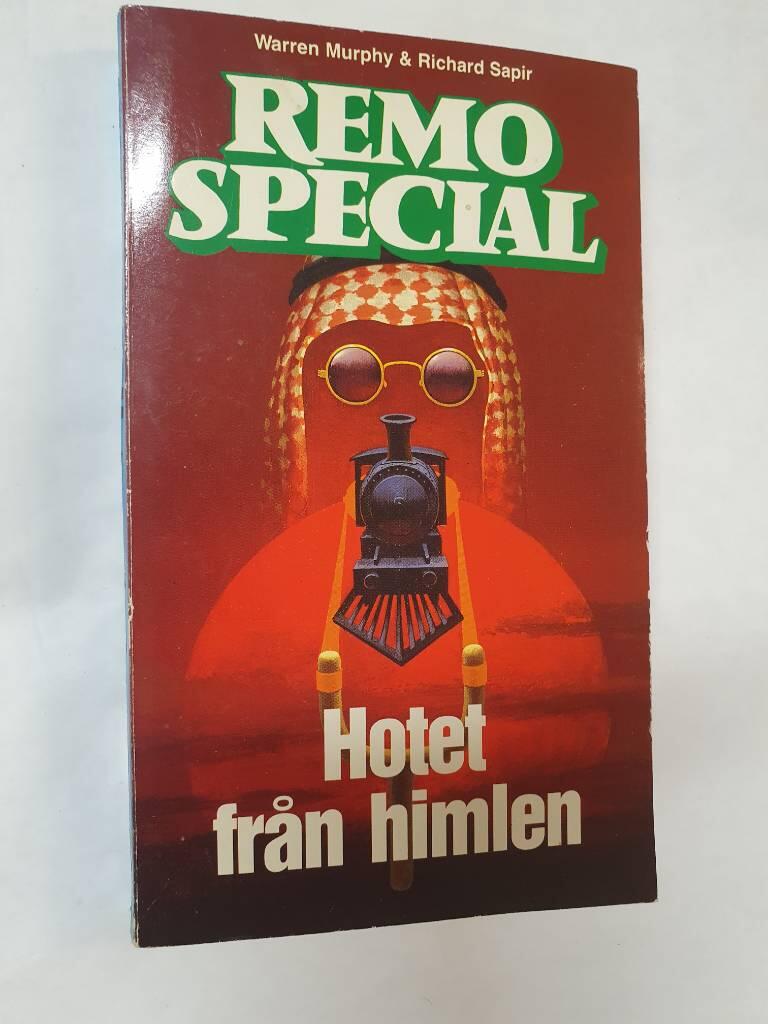 Warren Murphy & Richard Sapir
REMO
SPECIAL
Hotet
från himlen